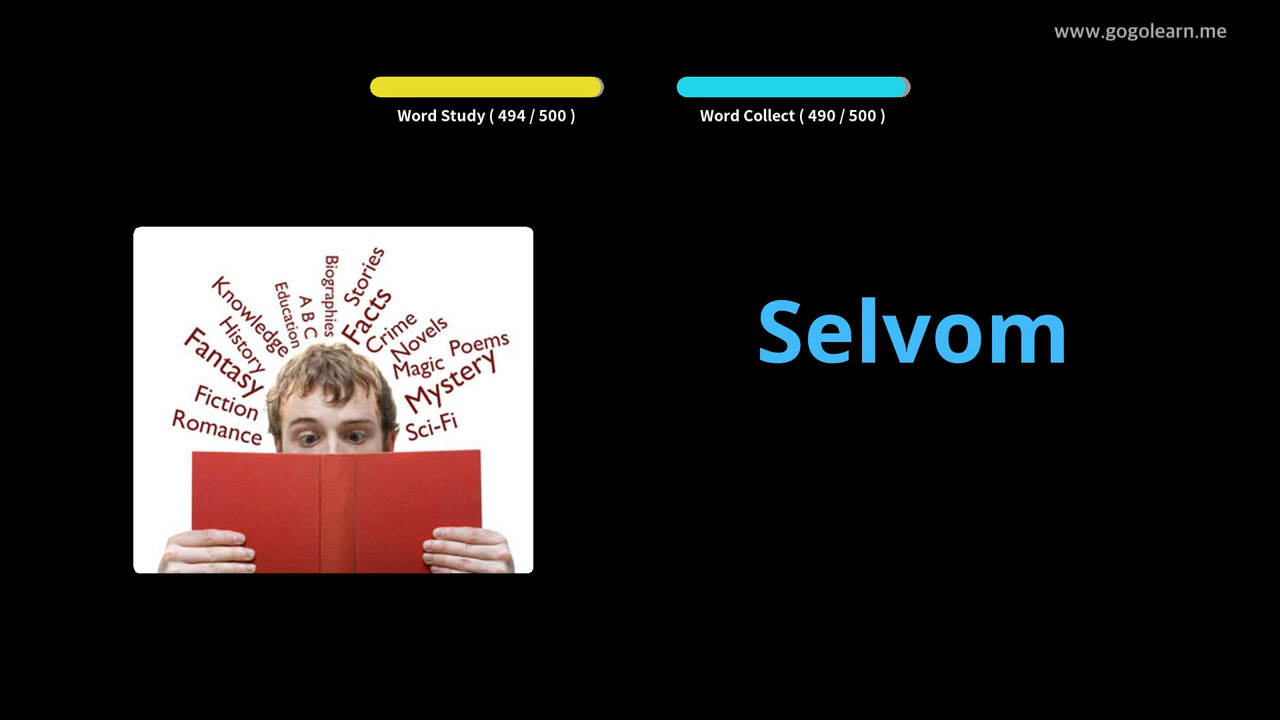 www.gogolearn.me
Word Study ( 494 / 500 )
Word Collect ( 490 / 500 )
Selvom
Romance
Fiction
Fantasy
History
Knowledge
Education
A B C
Biographies
Stories
Facts
Crime
Novels
Magic
Poems
Mystery
Sci-Fi